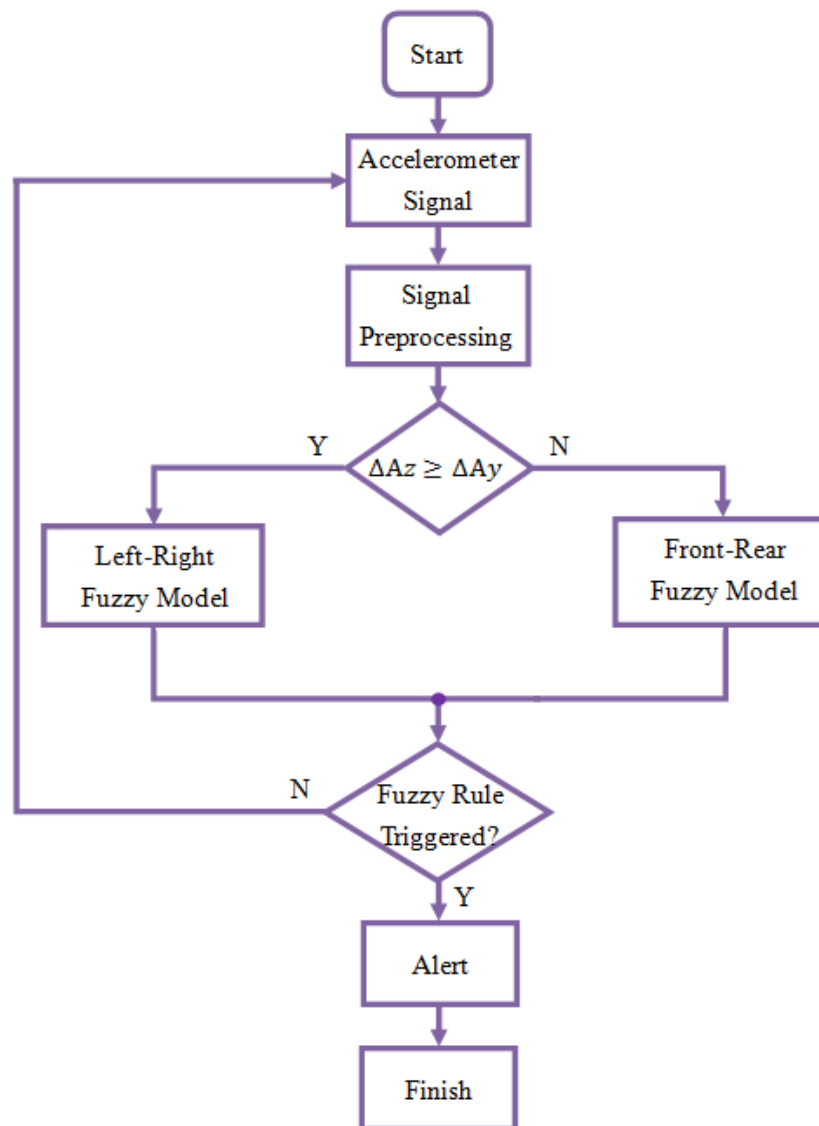 Start
Accelerometer
Signal
Signal
Preprocessing
Y
N
ΔAz ≥ ΔAy
Left-Right
Fuzzy Model
Front-Rear
Fuzzy Model
N
Fuzzy Rule
Triggered?
Y
Alert
Finish